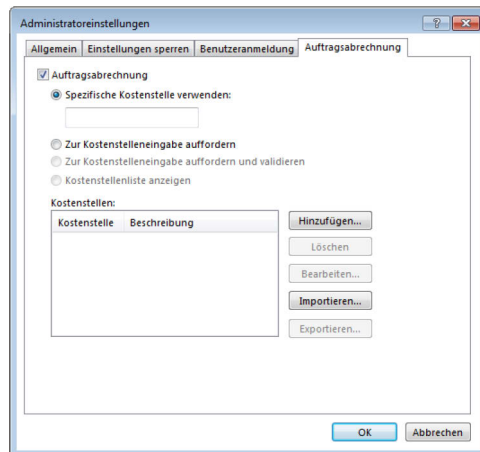 Administratoreinstellungen
Allgemein Einstellungen sperren Benutzeranmeldung Auftragsabrechnung
Auftragsabrechnung
Spezifische Kostenstelle verwenden:
Zur Kostenstelleneingabe auffordern
Zur Kostenstelleneingabe auffordern und validieren
Kostenstellenliste anzeigen
Kostenstellen:
Kostenstelle Beschreibung
Hinzufügen...
Löschen
Bearbeiten...
Importieren...
Exportieren...
OK Abbrechen